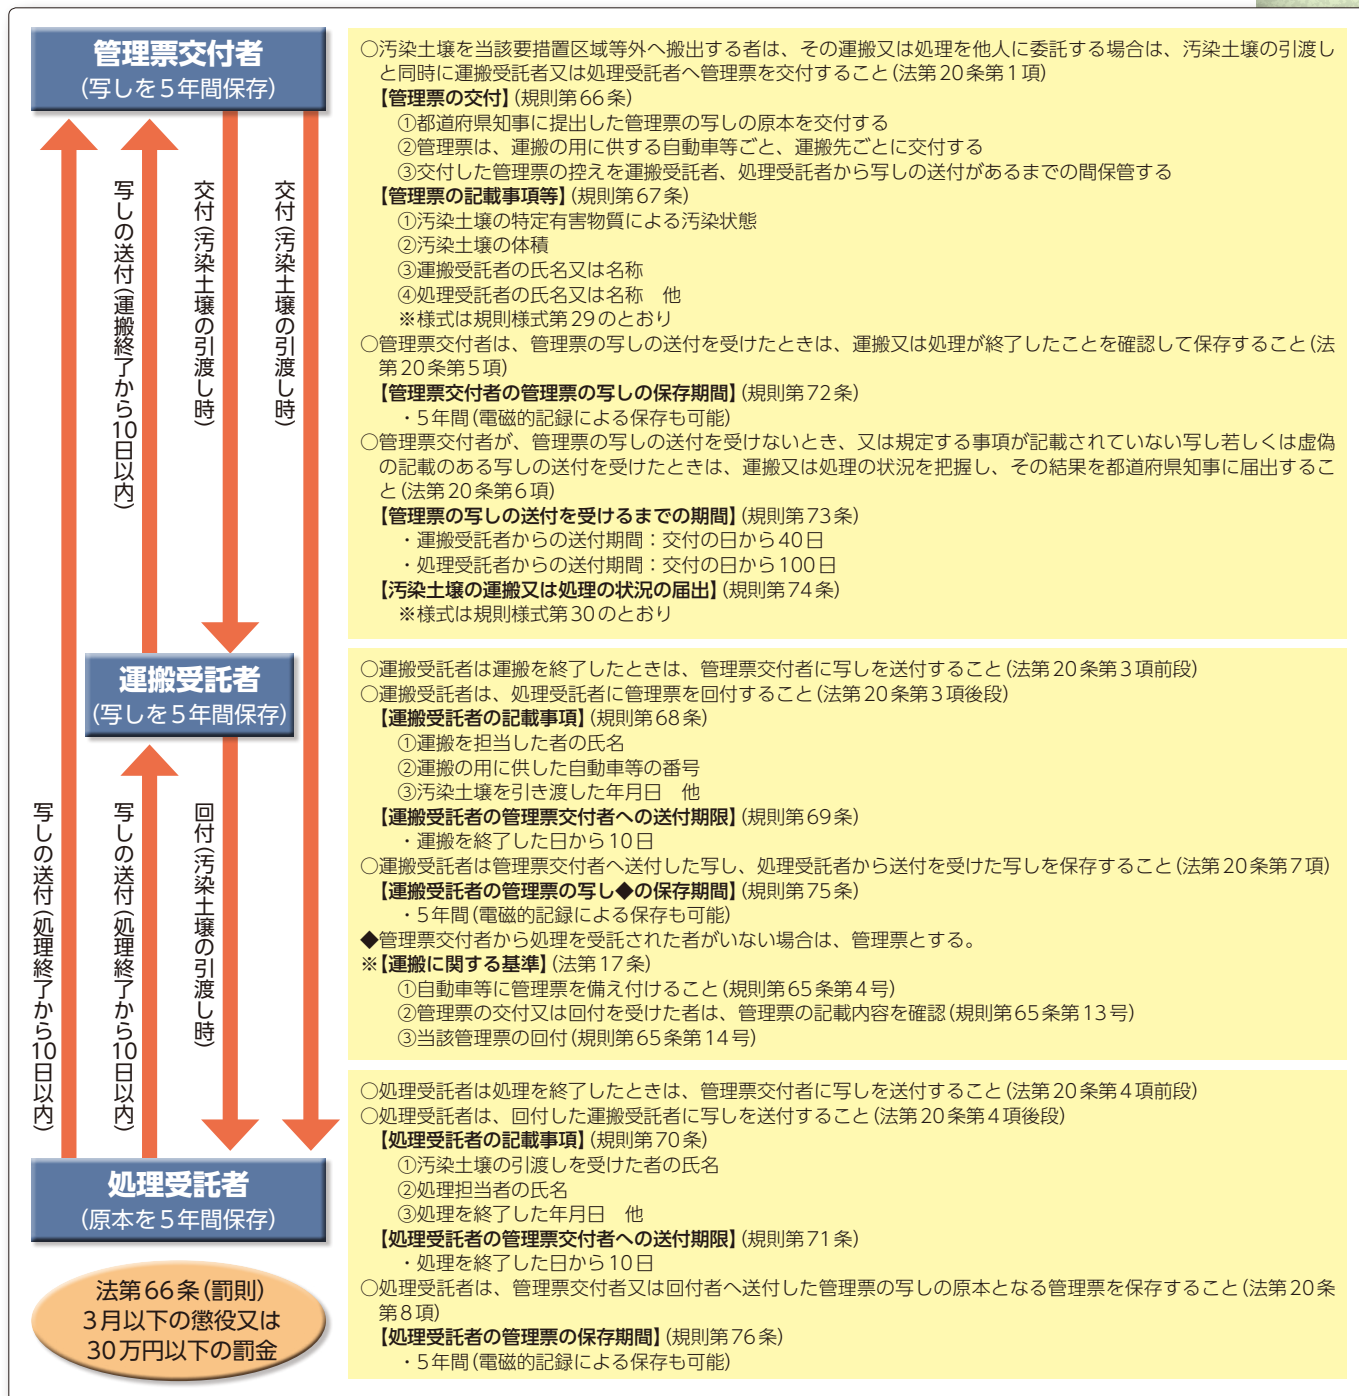 管理票交付者
(写しを５年間保存)
写しの送付(運搬終了から10日以内)
交付(汚染土壌の引渡し時)
交付(汚染土壌の引渡し時)
○汚染土壌を当該要措置区域等外へ搬出する者は、その運搬又は処理を他人に委託する場合は、汚染土壌の引渡し
と同時に運搬受託者又は処理受託者へ管理票を交付すること(法第20条第１項)
【管理票の交付】(規則第66条)
①都道府県知事に提出した管理票の写しの原本を交付する
②管理票は、運搬の用に供する自動車等ごと、運搬先ごとに交付する
③交付した管理票の控えを運搬受託者、処理受託者から写しの送付があるまでの間保管する
【管理票の記載事項等】(規則第67条)
①汚染土壌の特定有害物質による汚染状態
②汚染土壌の体積
③運搬受託者の氏名又は名称
④処理受託者の氏名又は名称　他
※様式は規則様式第29のとおり
○管理票交付者は、管理票の写しの送付を受けたときは、運搬又は処理が終了したことを確認して保存すること(法
第20条第５項)
【管理票交付者の管理票の写しの保存期間】(規則第72条)
・５年間(電磁的記録による保存も可能)
○管理票交付者が、管理票の写しの送付を受けないとき、又は規定する事項が記載されていない写し若しくは虚偽
の記載のある写しの送付を受けたときは、運搬又は処理の状況を把握し、その結果を都道府県知事に届出するこ
と(法第20条第６項)
【管理票の写しの送付を受けるまでの期間】(規則第73条)
・運搬受託者からの送付期間：交付の日から40日
・処理受託者からの送付期間：交付の日から100日
【汚染土壌の運搬又は処理の状況の届出】(規則第74条)
※様式は規則様式第30のとおり
運搬受託者
(写しを５年間保存)
写しの送付(処理終了から10日以内)
写しの送付(処理終了から10日以内)
回付(汚染土壌の引渡し時)
○運搬受託者は運搬を終了したときは、管理票交付者に写しを送付すること(法第20条第３項前段)
○運搬受託者は、処理受託者に管理票を回付すること(法第20条第３項後段)
【運搬受託者の記載事項】(規則第68条)
①運搬を担当した者の氏名
②運搬の用に供した自動車等の番号
③汚染土壌を引き渡した年月日　他
【運搬受託者の管理票交付者への送付期限】(規則第69条)
・運搬を終了した日から10日
○運搬受託者は管理票交付者へ送付した写し、処理受託者から送付を受けた写しを保存すること(法第20条第７項)
【運搬受託者の管理票の写し◆の保存期間】(規則第75条)
・５年間(電磁的記録による保存も可能)
◆管理票交付者から処理を受託された者がいない場合は、管理票とする。
※【運搬に関する基準】(法第17条)
①自動車等に管理票を備え付けること(規則第65条第４号)
②管理票の交付又は回付を受けた者は、管理票の記載内容を確認(規則第65条第13号)
③当該管理票の回付(規則第65条第14号)
処理受託者
(原本を５年間保存)
○処理受託者は処理を終了したときは、管理票交付者に写しを送付すること(法第20条第４項前段)
○処理受託者は、回付した運搬受託者に写しを送付すること(法第20条第４項後段)
【処理受託者の記載事項】(規則第70条)
①汚染土壌の引渡しを受けた者の氏名
②処理担当者の氏名
③処理を終了した年月日　他
【処理受託者の管理票交付者への送付期限】(規則第71条)
・処理を終了した日から10日
○処理受託者は、管理票交付者又は回付者へ送付した管理票の写しの原本となる管理票を保存すること(法第20条
第８項)
【処理受託者の管理票の保存期間】(規則第76条)
・５年間(電磁的記録による保存も可能)
法第66条(罰則)
３月以下の懲役又は
30万円以下の罰金